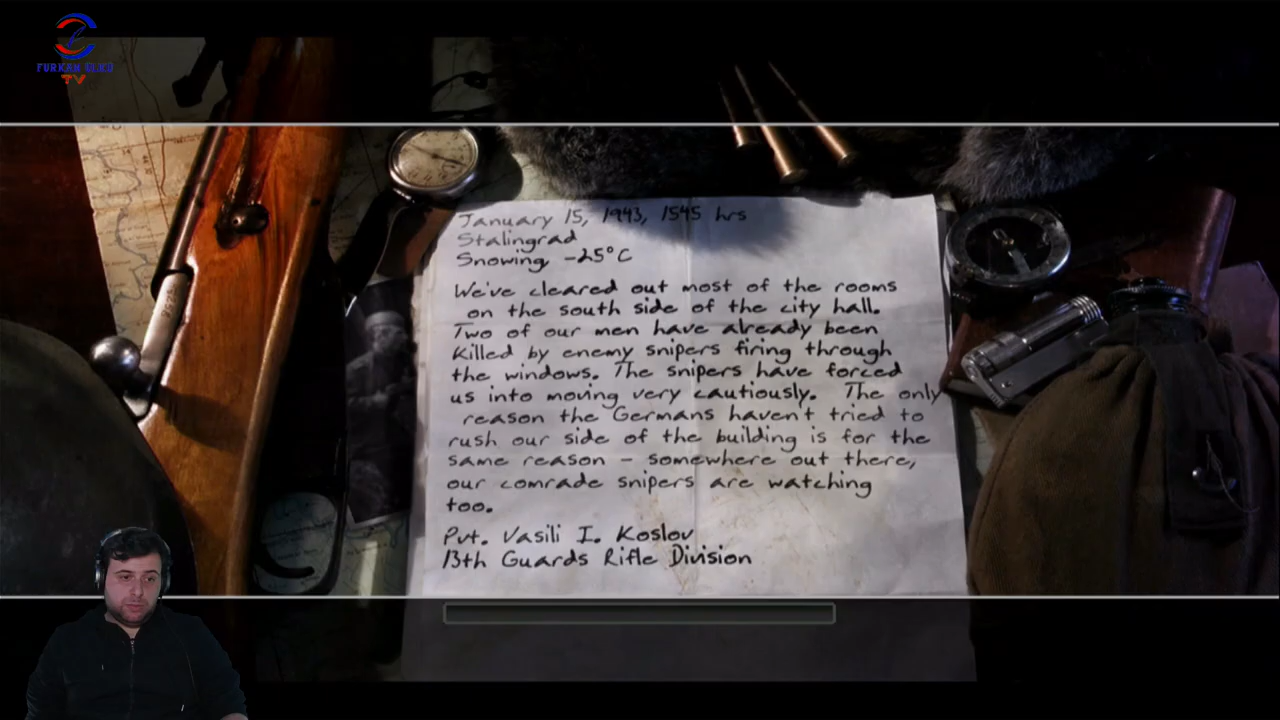 FURKAN
TV
January 15, 1943, 1545 hrs
Stalingrad
Snowing, -25°C
We've cleared out most of the rooms
on the south side of the city hall.
Two of our men have already been
killed by enemy snipers firing through
the windows. The snipers have forced
us into moving very cautiously. The only
reason the Germans haven't tried to
rush our side of the building is for the
same reason - somewhere out there,
our comrade snipers are watching
too.
Pvt. Vasili I. Koslov
13th Guards Rifle Division